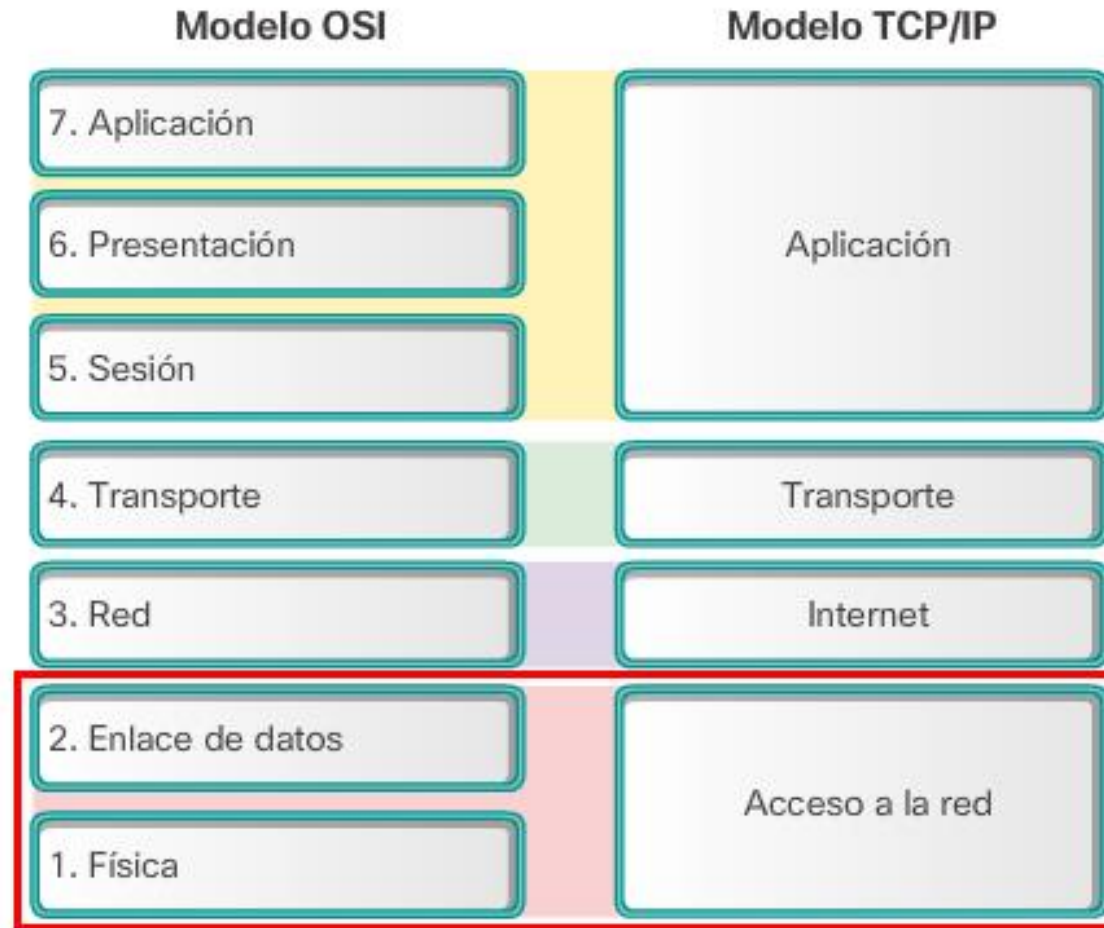 Modelo OSI
Modelo TCP/IP
7. Aplicación
6. Presentación
5. Sesión
Aplicación
4. Transporte
Transporte
3. Red
Internet
2. Enlace de datos
1. Física
Acceso a la red